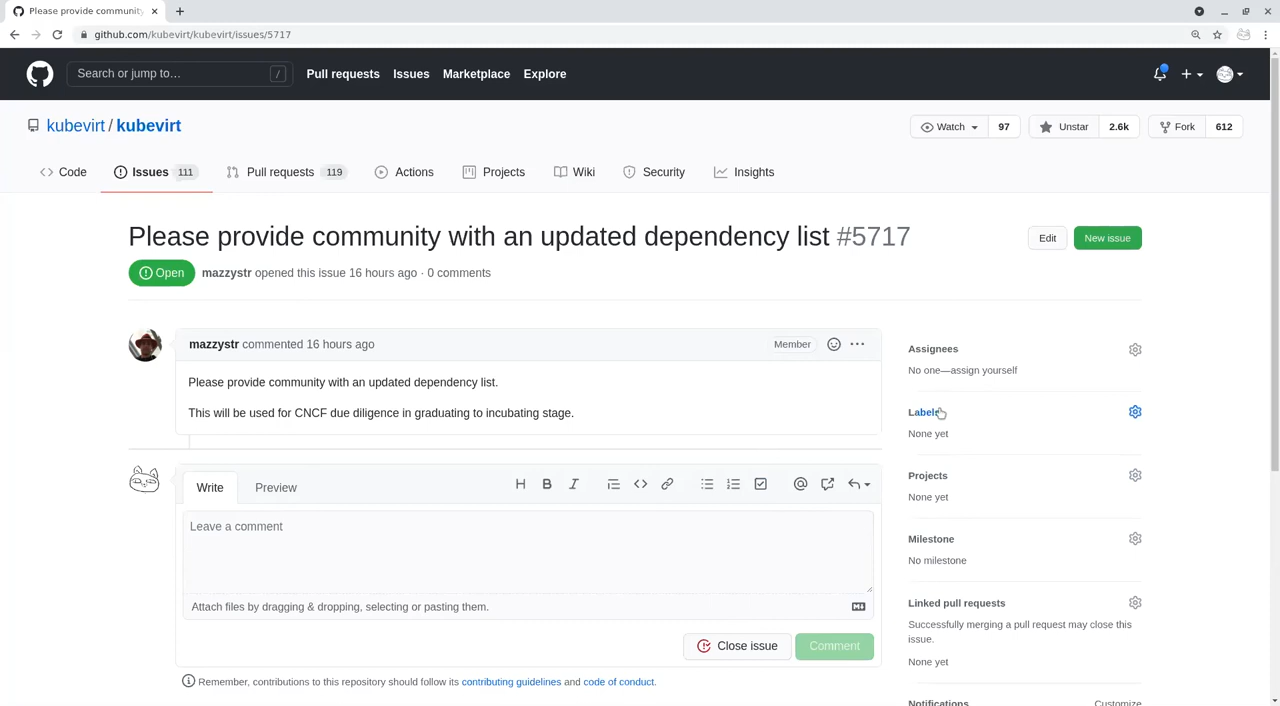 Please provide community
github.com/kubevirt/kubevirt/issues/5717
Search or jump to…
/
Pull requests
Issues
Marketplace
Explore
kubevirt / kubevirt
Watch
97
Unstar
2.6k
Fork
612
Code
Issues 111
Pull requests 119
Actions
Projects
Wiki
Security
Insights
Please provide community with an updated dependency list #5717
Edit
New issue
Open
mazzystr opened this issue 16 hours ago · 0 comments
mazzystr commented 16 hours ago
Member
Please provide community with an updated dependency list.
This will be used for CNCF due diligence in graduating to incubating stage.
Write
Preview
Leave a comment
Attach files by dragging & dropping, selecting or pasting them.
Close issue
Comment
Remember, contributions to this repository should follow its contributing guidelines and code of conduct.
Assignees
No one—assign yourself
Labels
None yet
Projects
None yet
Milestone
No milestone
Linked pull requests
Successfully merging a pull request may close this
issue.
None yet
Notifications
Customize